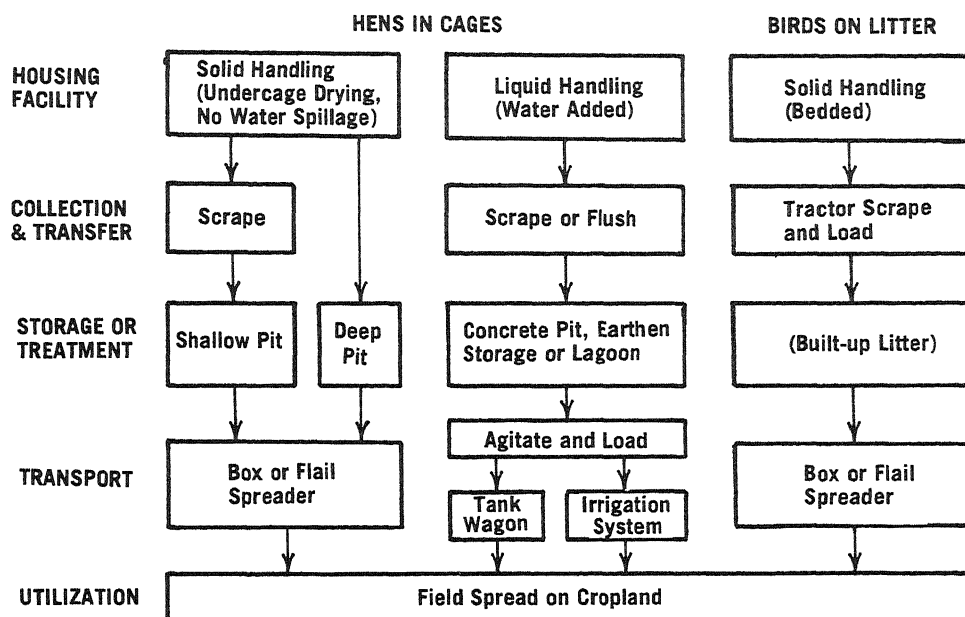 HENS IN CAGES
BIRDS ON LITTER
HOUSING
FACILITY
Solid Handling
(Undercage Drying,
No Water Spillage)
Liquid Handling
(Water Added)
Solid Handling
(Bedded)
COLLECTION
& TRANSFER
Scrape
Scrape or Flush
Tractor Scrape
and Load
STORAGE OR
TREATMENT
Shallow Pit
Deep
Pit
Concrete Pit, Earthen
Storage or Lagoon
(Built-up Litter)
TRANSPORT
Box or Flail
Spreader
Agitate and Load
Tank
Wagon
Irrigation
System
Box or Flail
Spreader
UTILIZATION
Field Spread on Cropland